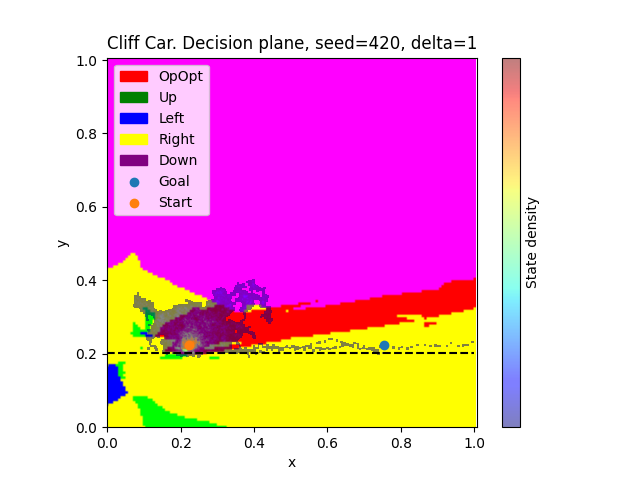 Cliff Car. Decision plane, seed=420, delta=1
1.0
0.8
0.6
0.4
0.2
0.0
y
OpOpt
Up
Left
Right
Down
Goal
Start
0.0 0.2 0.4 0.6 0.8 1.0
x
State density